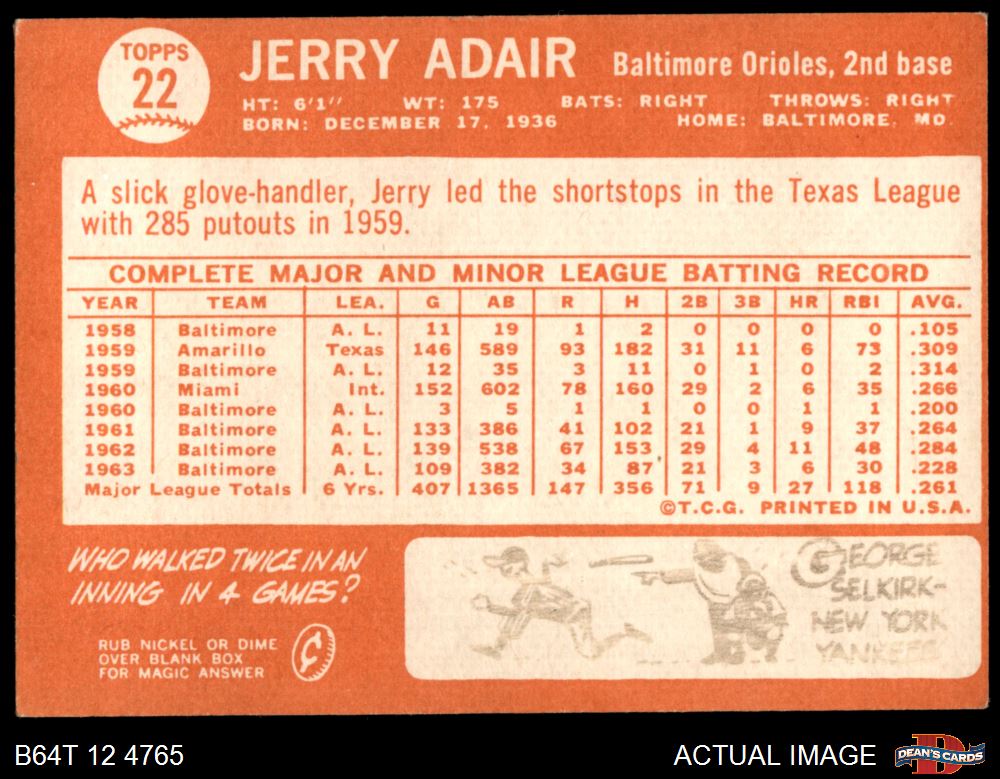 TOPPS
22
JERRY ADAIR
Baltimore Orioles, 2nd base
HT: 6'1" WT: 175 BATS: RIGHT THROWS: RIGHT
BORN: DECEMBER 17, 1936 HOME: BALTIMORE, MD.
A slick glove-handler, Jerry led the shortstops in the Texas League
with 285 putouts in 1959.
COMPLETE MAJOR AND MINOR LEAGUE BATTING RECORD
YEAR TEAM LEA. G AB R H 2B 3B HR RBI AVG.
1958 Baltimore A. L. 11 19 1 2 0 0 0 0 .105
1959 Amarillo Texas 146 589 93 182 31 11 6 73 .309
1959 Baltimore A. L. 12 35 3 11 0 1 0 2 .314
1960 Miami Int. 152 602 78 160 29 2 6 35 .266
1960 Baltimore A. L. 3 5 1 1 0 0 1 1 .200
1961 Baltimore A. L. 133 386 41 102 21 1 9 37 .264
1962 Baltimore A. L. 139 538 67 153 29 4 11 48 .284
1963 Baltimore A. L. 109 382 34 87 21 3 6 30 .228
Major League Totals 6 Yrs. 407 1365 147 356 71 9 27 118 .261
©T.C.G. PRINTED IN U.S.A.
WHO WALKED TWICE IN AN
INNING IN 4 GAMES?
RUB NICKEL OR DIME
OVER BLANK BOX
FOR MAGIC ANSWER
GEORGE
SELKIRK-
NEW YORK
YANKEES
B64T 12 4765
ACTUAL IMAGE
DEAN'S CARDS